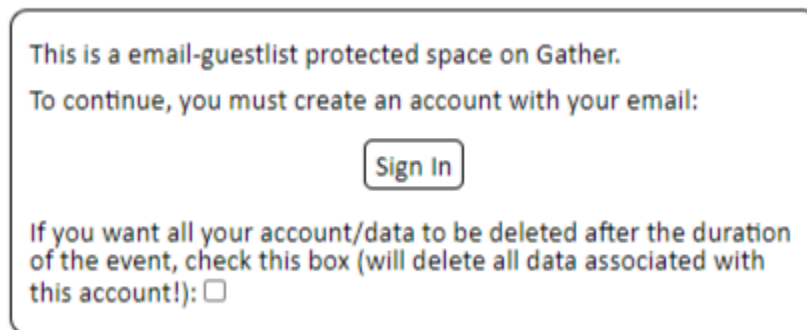 This is a email-guestlist protected space on Gather.
To continue, you must create an account with your email:
Sign In
If you want all your account/data to be deleted after the duration
of the event, check this box (will delete all data associated with
this account!):